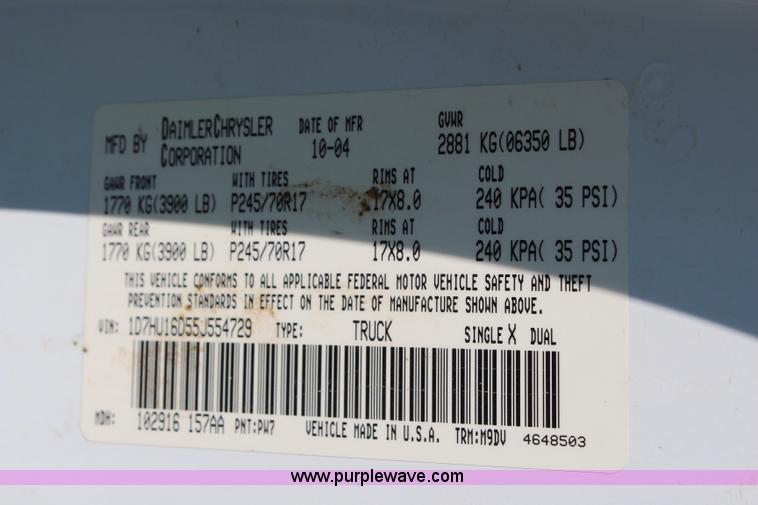 MFD BY DAIMLERCHRYSLER CORPORATION DATE OF MFR 10-04 GVWR 2881 KG(06350 LB)
GAWR FRONT WITH TIRES RIMS AT COLD
1770 KG(3900 LB) P245/70R17 17X8.0 240 KPA( 35 PSI)
GAWR REAR WITH TIRES RIMS AT COLD
1770 KG(3900 LB) P245/70R17 17X8.0 240 KPA( 35 PSI)
THIS VEHICLE CONFORMS TO ALL APPLICABLE FEDERAL MOTOR VEHICLE SAFETY AND THEFT
PREVENTION STANDARDS IN EFFECT ON THE DATE OF MANUFACTURE SHOWN ABOVE.
VIN: 1D7HU16D55J554729 TYPE: TRUCK SINGLE X DUAL
MDH: 102916 157AA PNT:PW7 VEHICLE MADE IN U.S.A. TRM:M9DV 4648503
www.purplewave.com